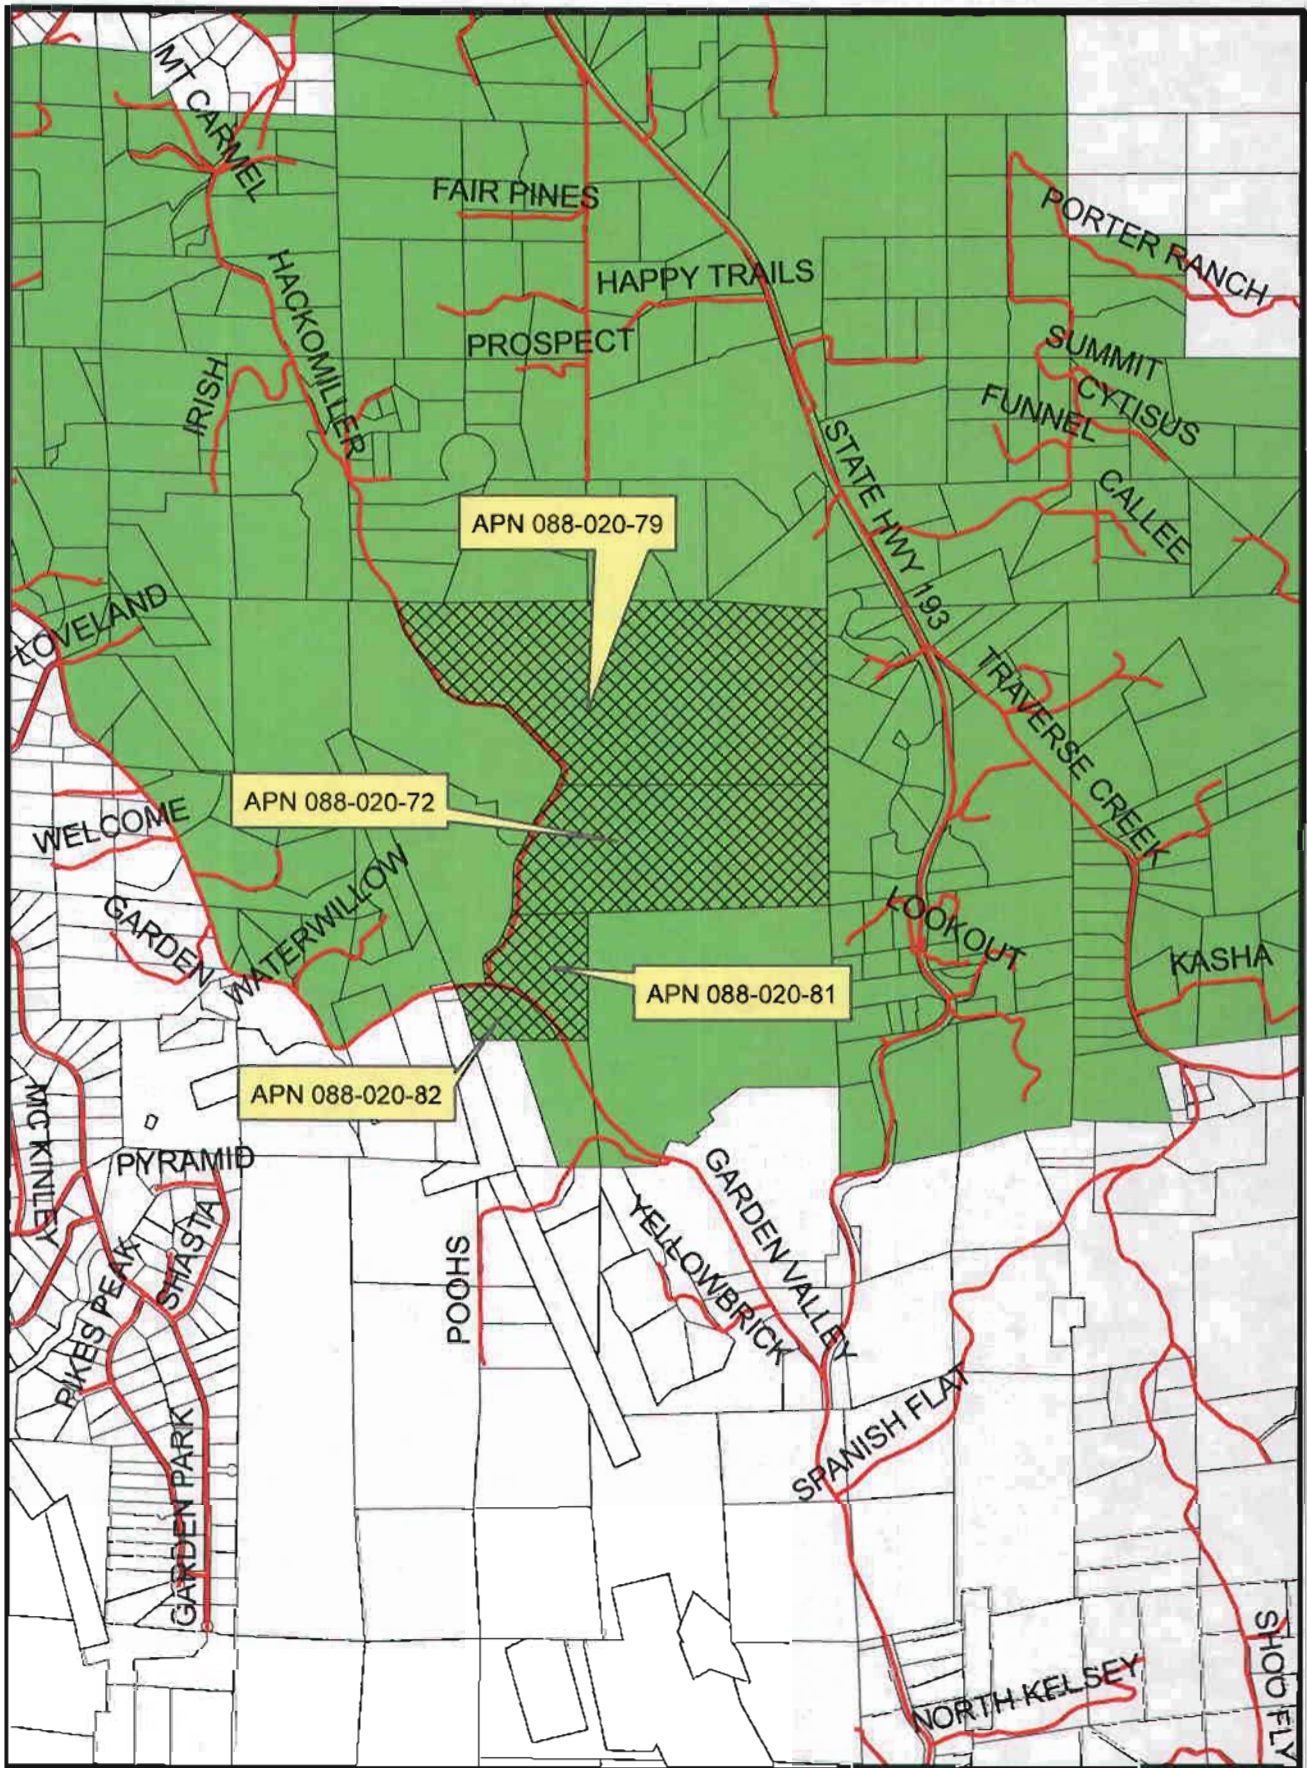 MT CARMEL
FAIR PINES
PORTER RANCH
HACKOMILLER
HAPPY TRAILS
PROSPECT
IRISH
SUMMIT
CYTISUS
FUNNEL
STATE HWY 193
CALLEE
APN 088-020-79
LOVELAND
TRAVERSE CREEK
APN 088-020-72
WELCOME
WATERWILLOW
GARDEN
LOOKOUT
KASHA
APN 088-020-81
APN 088-020-82
MC KINLEY
PYRAMID
SHASTA
PIKES PEAK
POOHS
YELLOWBRICK
GARDEN VALLEY
SPANISH FLAT
GARDEN PARK
NORTH KELSEY
SHOO FLY